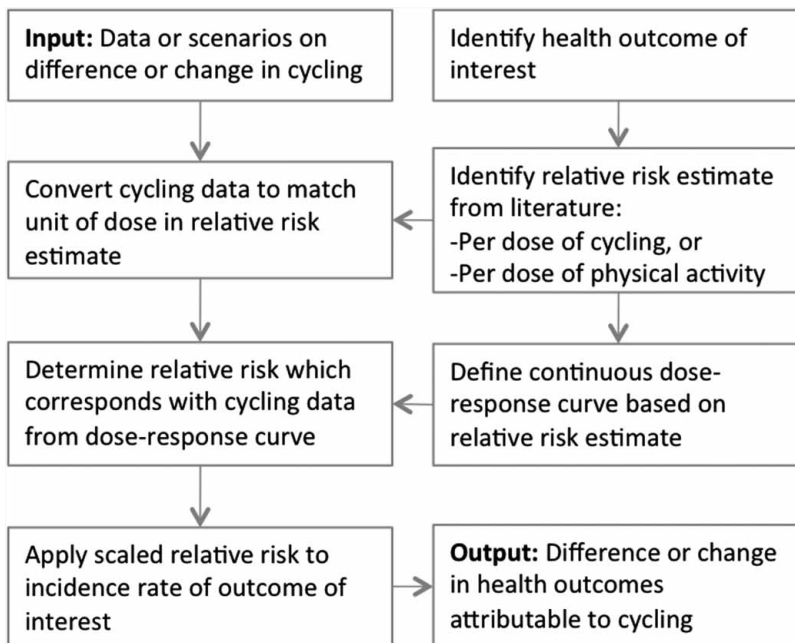 Input: Data or scenarios on
difference or change in cycling
Identify health outcome of
interest
Convert cycling data to match
unit of dose in relative risk
estimate
Identify relative risk estimate
from literature:
-Per dose of cycling, or
-Per dose of physical activity
Determine relative risk which
corresponds with cycling data
from dose-response curve
Define continuous dose-
response curve based on
relative risk estimate
Apply scaled relative risk to
incidence rate of outcome of
interest
Output: Difference or change
in health outcomes
attributable to cycling